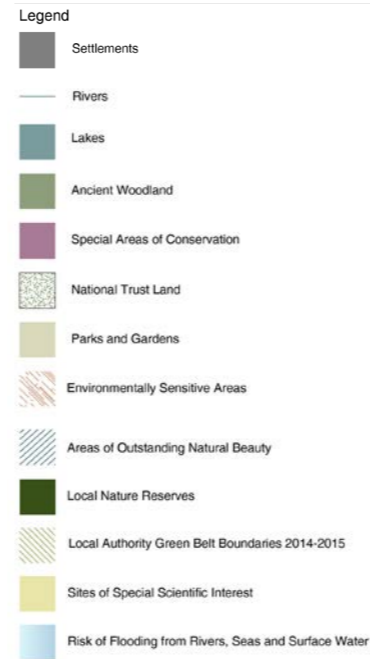 Legend
Settlements
Rivers
Lakes
Ancient Woodland
Special Areas of Conservation
National Trust Land
Parks and Gardens
Environmentally Sensitive Areas
Areas of Outstanding Natural Beauty
Local Nature Reserves
Local Authority Green Belt Boundaries 2014-2015
Sites of Special Scientific Interest
Risk of Flooding from Rivers, Seas and Surface Water